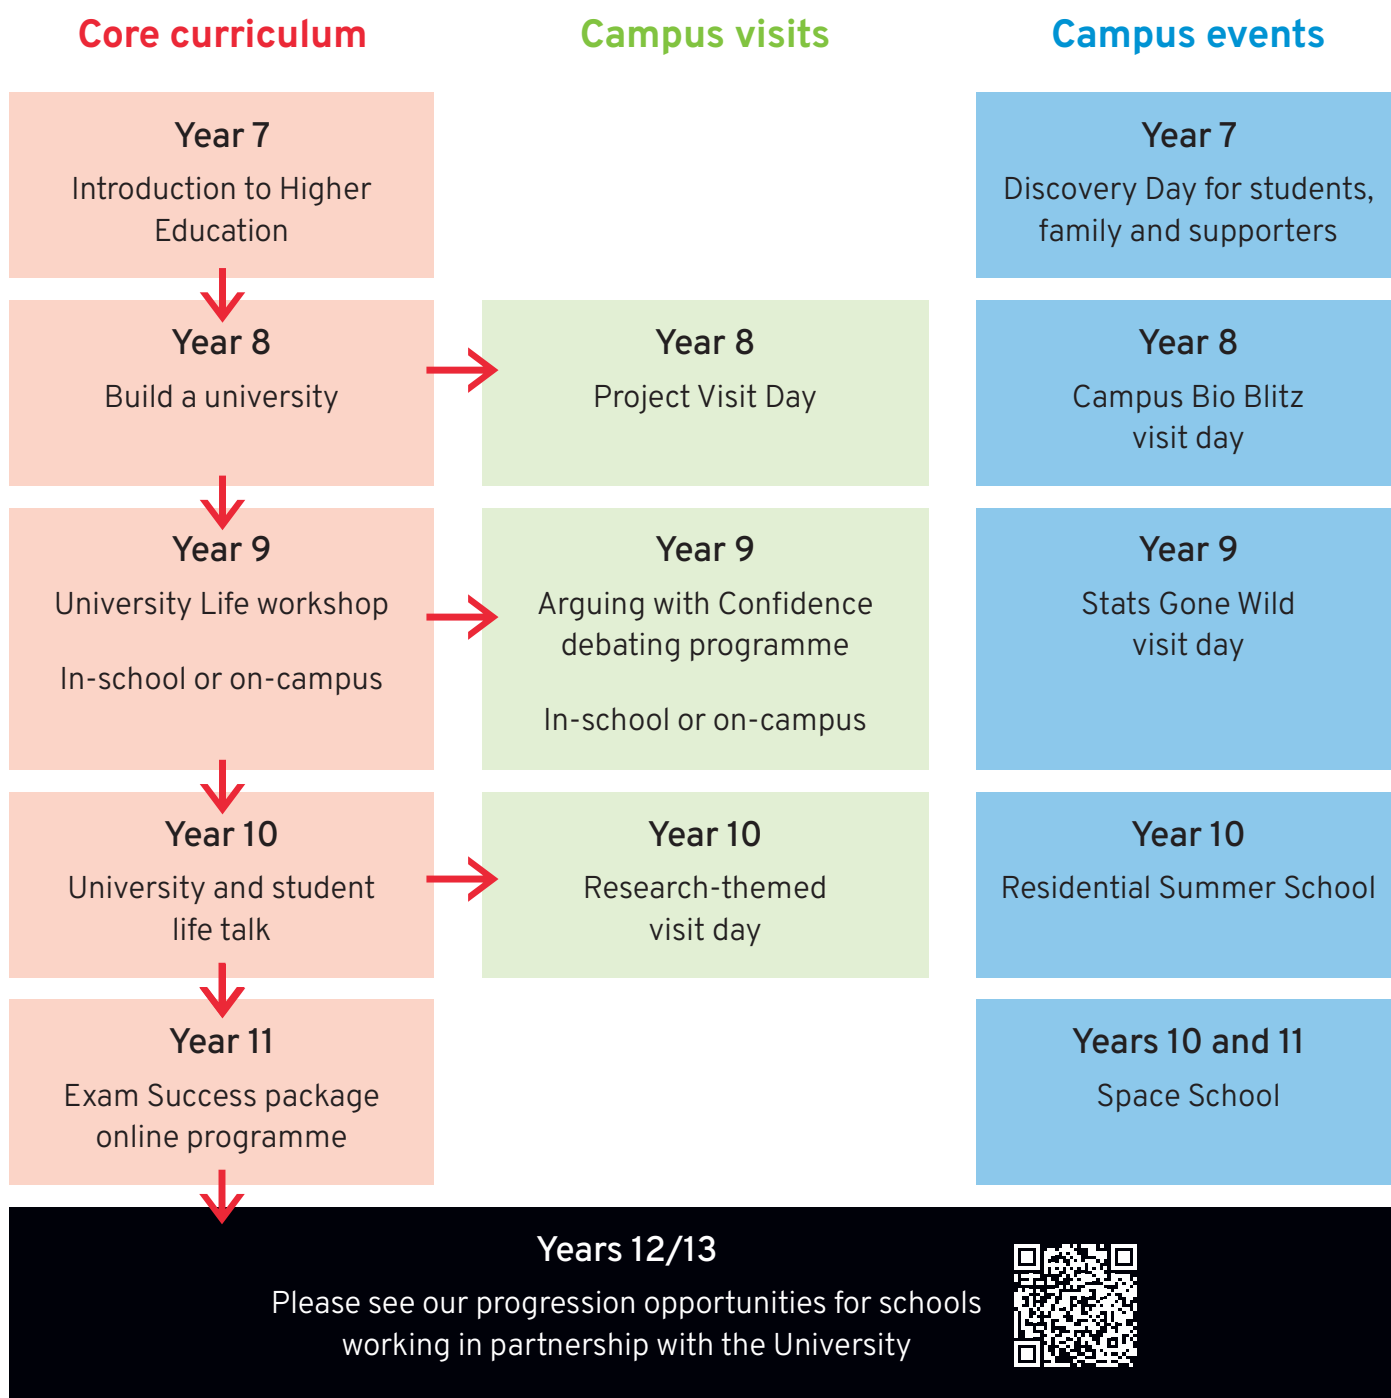 Core curriculum
Campus visits
Campus events
Year 7
Introduction to Higher
Education
Year 7
Discovery Day for students,
family and supporters
Year 8
Build a university
Year 8
Project Visit Day
Year 8
Campus Bio Blitz
visit day
Year 9
University Life workshop
In-school or on-campus
Year 9
Arguing with Confidence
debating programme
In-school or on-campus
Year 9
Stats Gone Wild
visit day
Year 10
University and student
life talk
Year 10
Research-themed
visit day
Year 10
Residential Summer School
Year 11
Exam Success package
online programme
Years 10 and 11
Space School
Years 12/13
Please see our progression opportunities for schools
working in partnership with the University